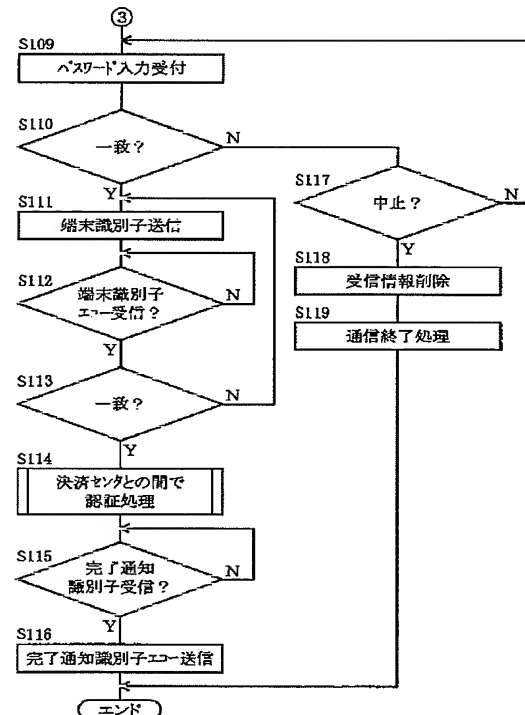 ③
S109
パスワード入力受付
S110
一致？
N
Y
S117
中止？
N
Y
S111
端末識別子送信
S112
端末識別子
エコー受信？
N
Y
S118
受信情報削除
S119
通信終了処理
S113
一致？
N
Y
S114
決済センタとの間で
認証処理
S115
完了通知
識別子受信？
N
Y
S116
完了通知識別子エコー送信
エンド